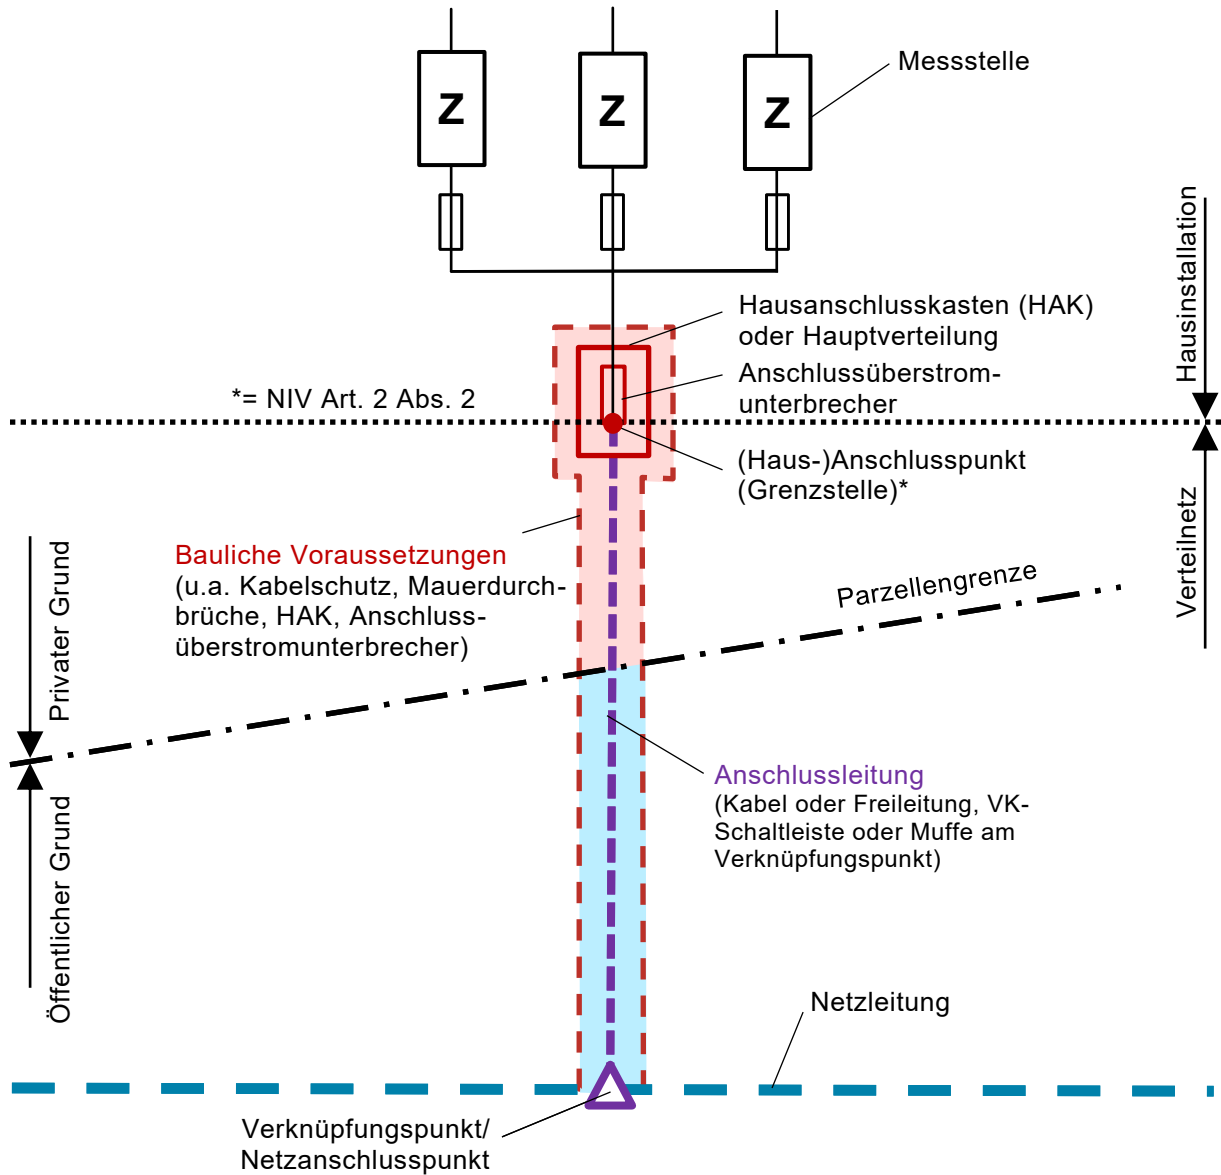 Messstelle
Z
Z
Z
Hausinstallation
Hausanschlusskasten (HAK)
oder Hauptverteilung
Anschlussüberstrom-
unterbrecher
*= NIV Art. 2 Abs. 2
(Haus-)Anschlusspunkt
(Grenzstelle)*
Verteilnetz
Privater Grund
Bauliche Voraussetzungen
(u.a. Kabelschutz, Mauerdurch-
brüche, HAK, Anschluss-
überstromunterbrecher)
Parzellengrenze
Öffentlicher Grund
Anschlussleitung
(Kabel oder Freileitung, VK-
Schaltleiste oder Muffe am
Verknüpfungspunkt)
Netzleitung
Verknüpfungspunkt/
Netzanschlusspunkt